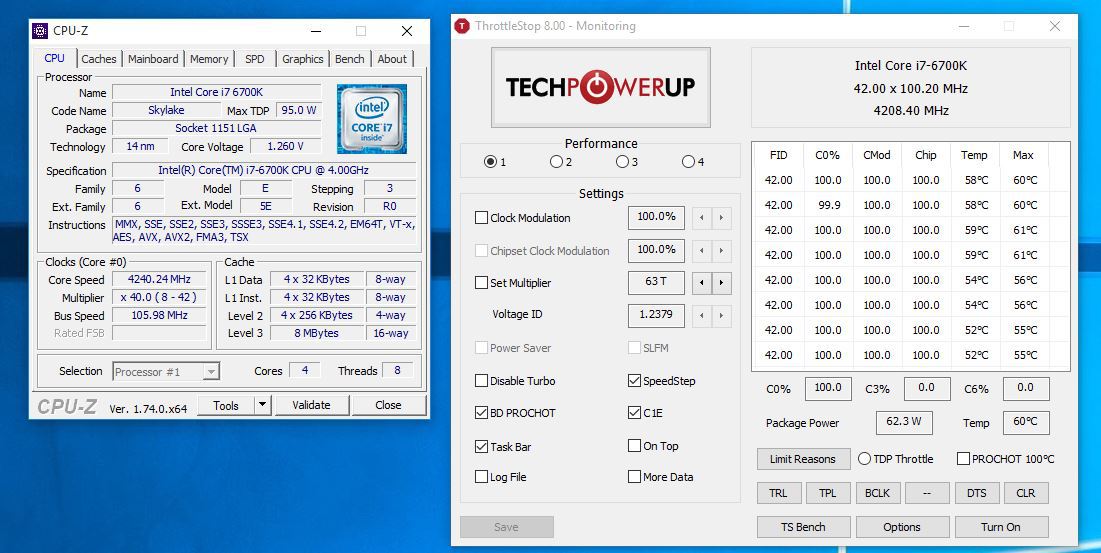 CPU-Z
CPU Caches Mainboard Memory SPD Graphics Bench About
Processor
Name Intel Core i7 6700K
Code Name Skylake Max TDP 95.0 W
Package Socket 1151 LGA
Technology 14 nm Core Voltage 1.260 V
intel
CORE i7
inside
Specification Intel(R) Core(TM) i7-6700K CPU @ 4.00GHz
Family 6 Model E Stepping 3
Ext. Family 6 Ext. Model 5E Revision R0
Instructions MMX, SSE, SSE2, SSE3, SSSE3, SSE4.1, SSE4.2, EM64T, VT-x,
AES, AVX, AVX2, FMA3, TSX
Clocks (Core #0)
Core Speed 4240.24 MHz
Multiplier x 40.0 ( 8 - 42 )
Bus Speed 105.98 MHz
Rated FSB
Cache
L1 Data 4 x 32 KBytes 8-way
L1 Inst. 4 x 32 KBytes 8-way
Level 2 4 x 256 KBytes 4-way
Level 3 8 MBytes 16-way
Selection Processor #1 Cores 4 Threads 8
CPU-Z Ver. 1.74.0.x64 Tools Validate Close
T ThrottleStop 8.00 - Monitoring
TECHPOWERUP
Performance
1 2 3 4
Settings
Clock Modulation 100.0%
Chipset Clock Modulation 100.0%
Set Multiplier 63 T
Voltage ID 1.2379
Power Saver SLFM
Disable Turbo SpeedStep
BD PROCHOT C1E
Task Bar On Top
Log File More Data
Save
Intel Core i7-6700K
42.00 x 100.20 MHz
4208.40 MHz
FID C0% CMod Chip Temp Max
42.00 100.0 100.0 100.0 58°C 60°C
42.00 99.9 100.0 100.0 58°C 60°C
42.00 100.0 100.0 100.0 59°C 61°C
42.00 100.0 100.0 100.0 59°C 61°C
42.00 100.0 100.0 100.0 54°C 56°C
42.00 100.0 100.0 100.0 54°C 56°C
42.00 100.0 100.0 100.0 52°C 55°C
42.00 100.0 100.0 100.0 52°C 55°C
C0% 100.0 C3% 0.0 C6% 0.0
Package Power 62.3 W Temp 60°C
Limit Reasons TDP Throttle PROCHOT 100°C
TRL TPL BCLK -- DTS CLR
TS Bench Options Turn On